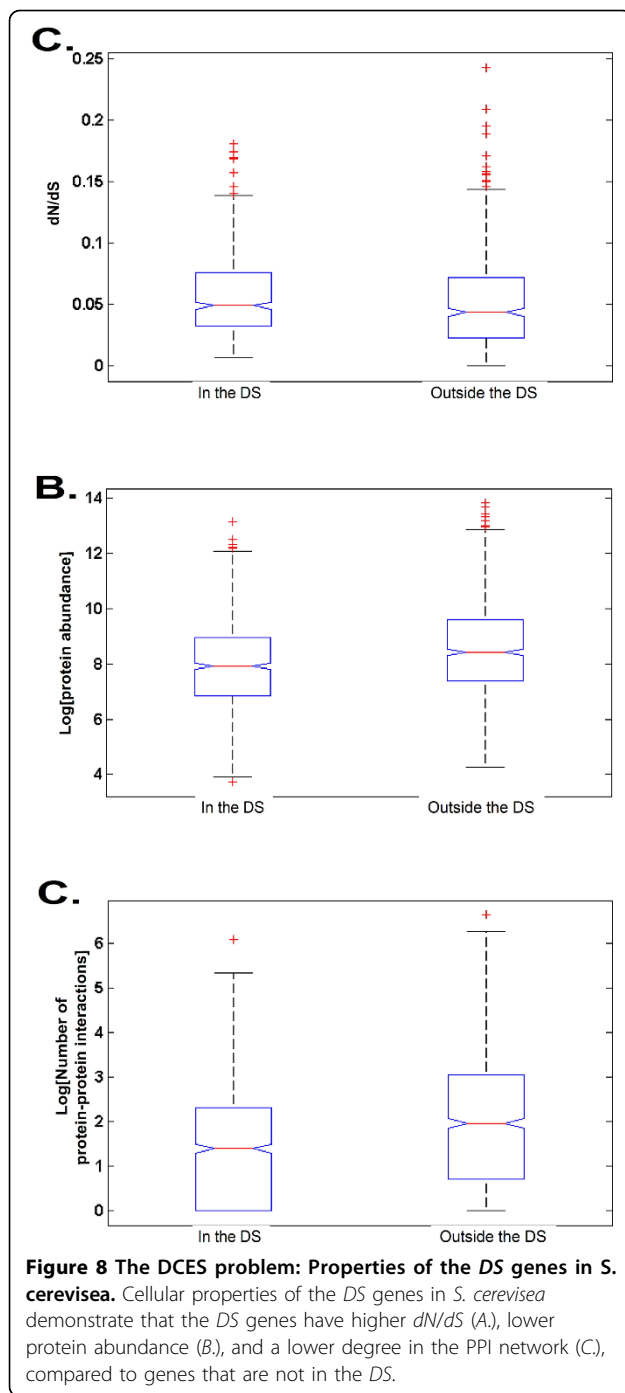 C.
0.25
0.2
0.15
0.1
0.05
0
dN/dS
In the DS
Outside the DS
B.
14
12
10
8
6
4
Log[protein abundance]
In the DS
Outside the DS
C.
6
5
4
3
2
1
0
Log[Number of
protein-protein interactions]
In the DS
Outside the DS
Figure 8 The DCES problem: Properties of the DS genes in S.
cerevisea. Cellular properties of the DS genes in S. cerevisea
demonstrate that the DS genes have higher dN/dS (A.), lower
protein abundance (B.), and a lower degree in the PPI network (C.),
compared to genes that are not in the DS.